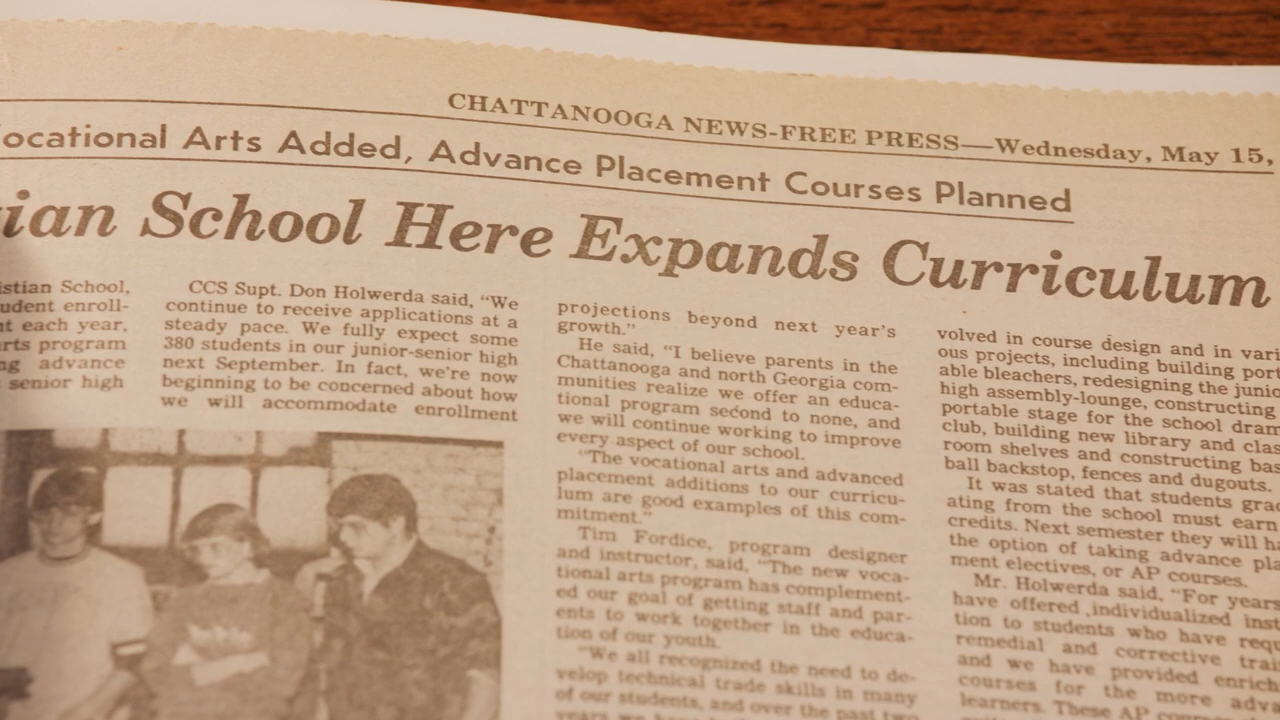 CHATTANOOGA NEWS-FREE PRESS—Wednesday, May 15,
ocational Arts Added, Advance Placement Courses Planned
ian School Here Expands Curriculum
istian School,
udent enroll-
nt each year,
arts program
ng advance
senior high
CCS Supt. Don Holwerda said, “We
continue to receive applications at a
steady pace. We fully expect some
380 students in our junior-senior high
next September. In fact, we’re now
beginning to be concerned about how
we will accommodate enrollment
projections beyond next year’s
growth.”
He said, “I believe parents in the
Chattanooga and north Georgia com-
munities realize we offer an educa-
tional program second to none, and
we will continue working to improve
every aspect of our school.
“The vocational arts and advanced
placement additions to our curricu-
lum are good examples of this com-
mitment.”
Tim Fordice, program designer
and instructor, said, “The new voca-
tional arts program has complement-
ed our goal of getting staff and par-
ents to work together in the educa-
tion of our youth.
“We all recognized the need to de-
velop technical trade skills in many
of our students, and over the past two
years we have
volved in course design and in vari
ous projects, including building port
able bleachers, redesigning the junio
high assembly-lounge, constructing
portable stage for the school dram
club, building new library and clas
room shelves and constructing bas
ball backstop, fences and dugouts.
It was stated that students grad
ating from the school must earn
credits. Next semester they will ha
the option of taking advance pla
ment electives, or AP courses.
Mr. Holwerda said, “For years
have offered individualized inst
tion to students who have requ
remedial and corrective trai
and we have provided enrich
courses for the more adva
learners. These AP